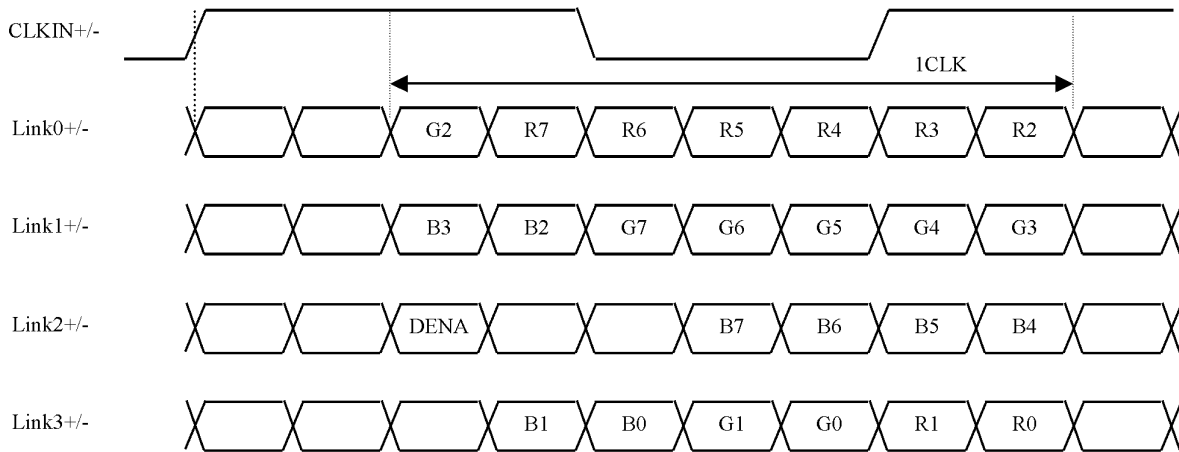 CLKIN+/-
1CLK
Link0+/- G2 R7 R6 R5 R4 R3 R2
Link1+/- B3 B2 G7 G6 G5 G4 G3
Link2+/- DENA B7 B6 B5 B4
Link3+/- B1 B0 G1 G0 R1 R0